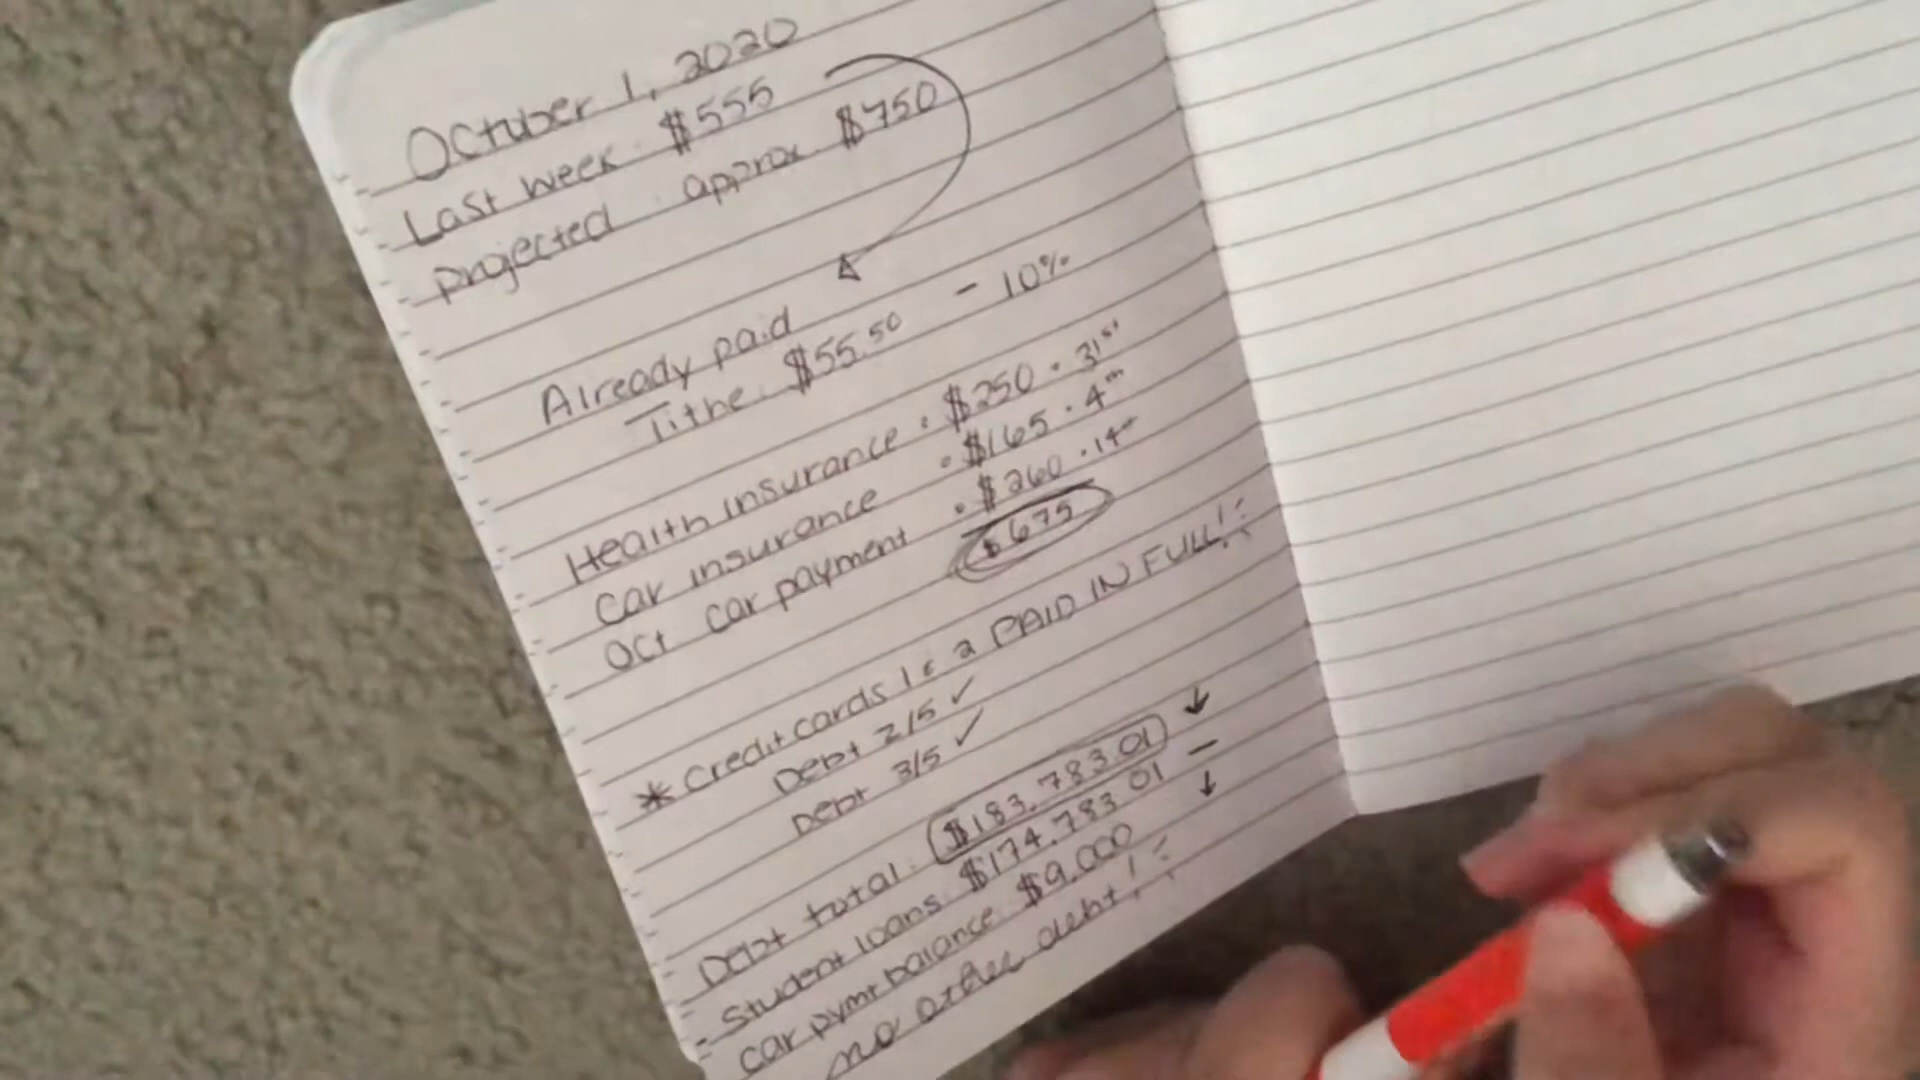 October 1, 2020
Last week: $555
projected: approx $750
Already paid
Tithe: $55.50 - 10%
Health insurance · $250 · 31st
car insurance · $165 · 4th
Oct car payment · $260 · 14th
$675
* credit cards 1 & 2 PAID IN FULL!!
Debt 2/5 ✓
Debt 3/5 ✓
Debt total: $183,783.01 ↓
Student loans: $174,783.01 –
car pymt balance $9,000 ↓
no other debt!!